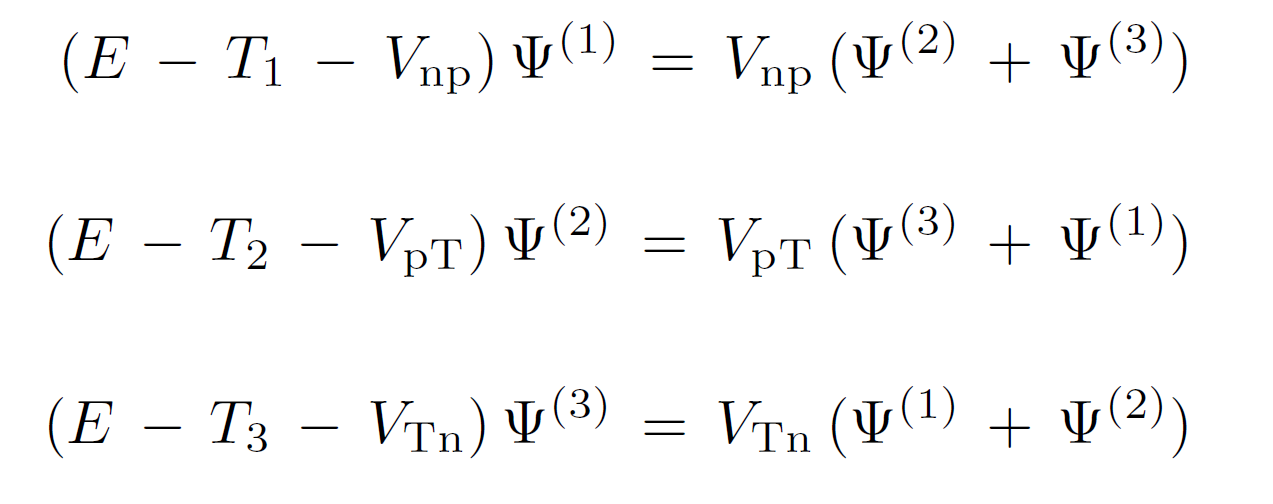 (E − T₁ − V_np) Ψ^(1) = V_np (Ψ^(2) + Ψ^(3))
(E − T₂ − V_pT) Ψ^(2) = V_pT (Ψ^(3) + Ψ^(1))
(E − T₃ − V_Tn) Ψ^(3) = V_Tn (Ψ^(1) + Ψ^(2))